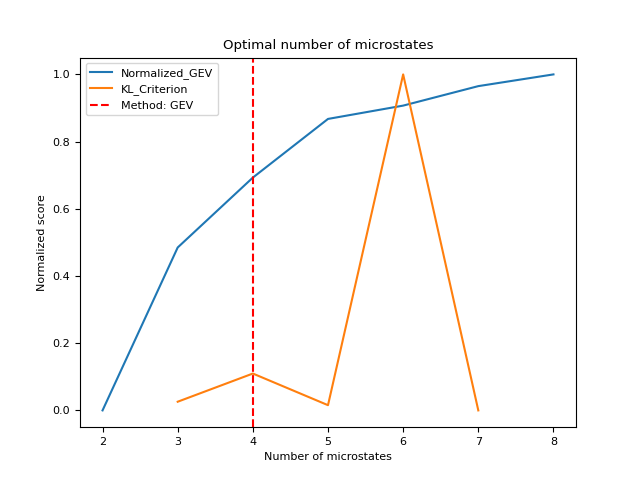 Optimal number of microstates
Normalized_GEV
KL_Criterion
Method: GEV
Normalized score
1.0
0.8
0.6
0.4
0.2
0.0
2 3 4 5 6 7 8
Number of microstates